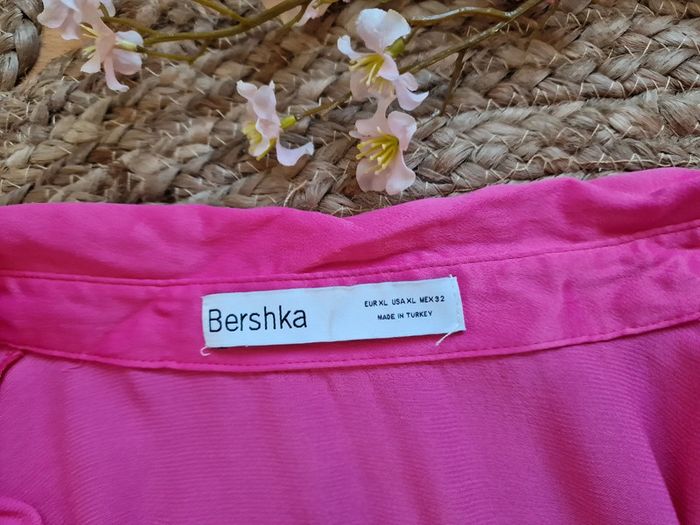 Bershka
EUR XL USA XL MEX 32
MADE IN TURKEY